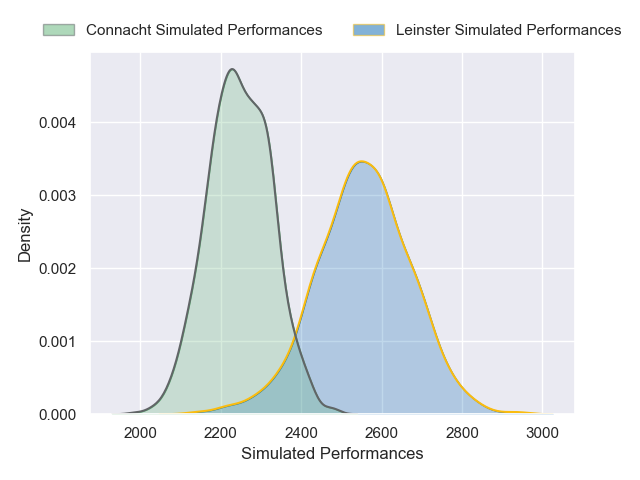 Connacht Simulated Performances Leinster Simulated Performances
0.004
0.003
0.002
0.001
0.000
Density
2000 2200 2400 2600 2800 3000
Simulated Performances